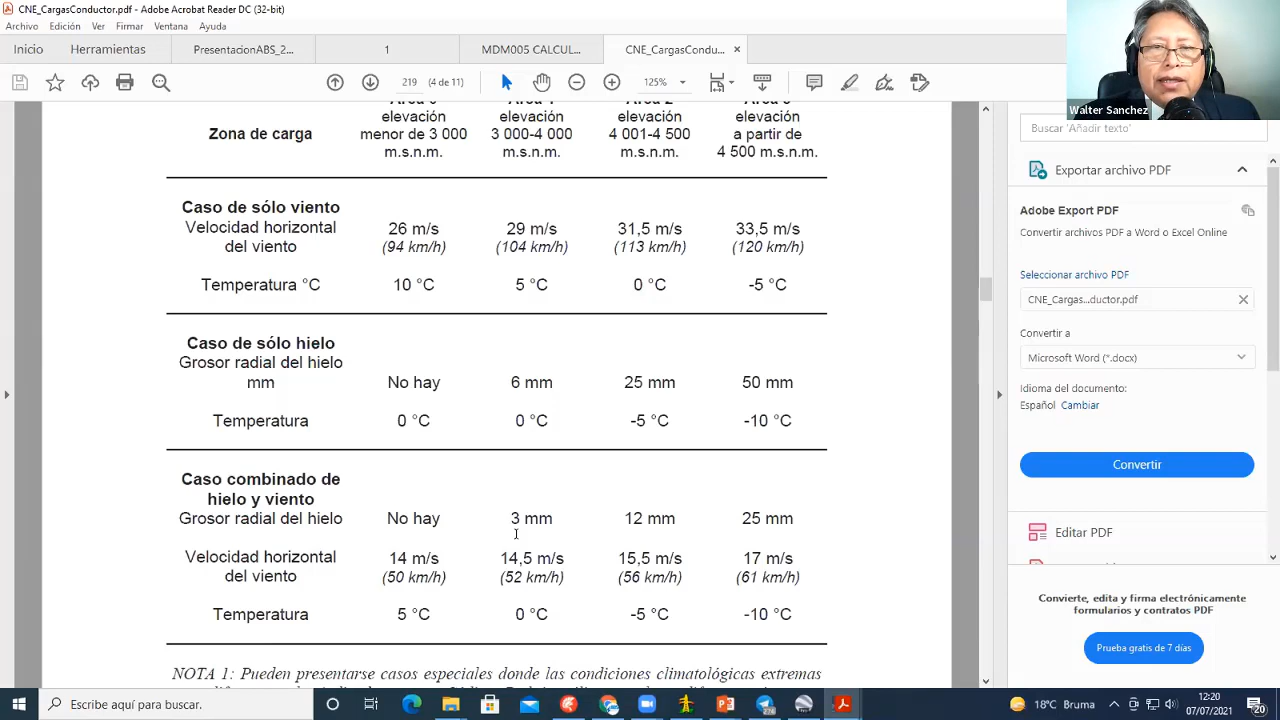 CNE_CargasConductor.pdf - Adobe Acrobat Reader DC (32-bit)
Archivo Edición Ver Firmar Ventana Ayuda
Inicio Herramientas PresentacionABS_2... 1 MDM005 CALCUL... CNE_CargasCondu... ×
219 (4 de 11) 125%
Walter Sanchez
Buscar 'Añadir texto'
Zona de carga
elevación menor de 3 000 m.s.n.m.
elevación 3 000-4 000 m.s.n.m.
elevación 4 001-4 500 m.s.n.m.
elevación a partir de 4 500 m.s.n.m.
Caso de sólo viento
Velocidad horizontal 26 m/s 29 m/s 31,5 m/s 33,5 m/s
del viento (94 km/h) (104 km/h) (113 km/h) (120 km/h)
Temperatura °C 10 °C 5 °C 0 °C -5 °C
Caso de sólo hielo
Grosor radial del hielo
mm No hay 6 mm 25 mm 50 mm
Temperatura 0 °C 0 °C -5 °C -10 °C
Caso combinado de
hielo y viento
Grosor radial del hielo No hay 3 mm 12 mm 25 mm
Velocidad horizontal 14 m/s 14,5 m/s 15,5 m/s 17 m/s
del viento (50 km/h) (52 km/h) (56 km/h) (61 km/h)
Temperatura 5 °C 0 °C -5 °C -10 °C
NOTA 1: Pueden presentarse casos especiales donde las condiciones climatológicas extremas
Exportar archivo PDF
Adobe Export PDF
Convertir archivos PDF a Word o Excel Online
Seleccionar archivo PDF
CNE_Cargas...ductor.pdf
Convertir a
Microsoft Word (*.docx)
Idioma del documento:
Español Cambiar
Convertir
Editar PDF
Convierte, edita y firma electrónicamente
formularios y contratos PDF
Prueba gratis de 7 días
Escribe aquí para buscar.
18°C Bruma
12:20
07/07/2021
20